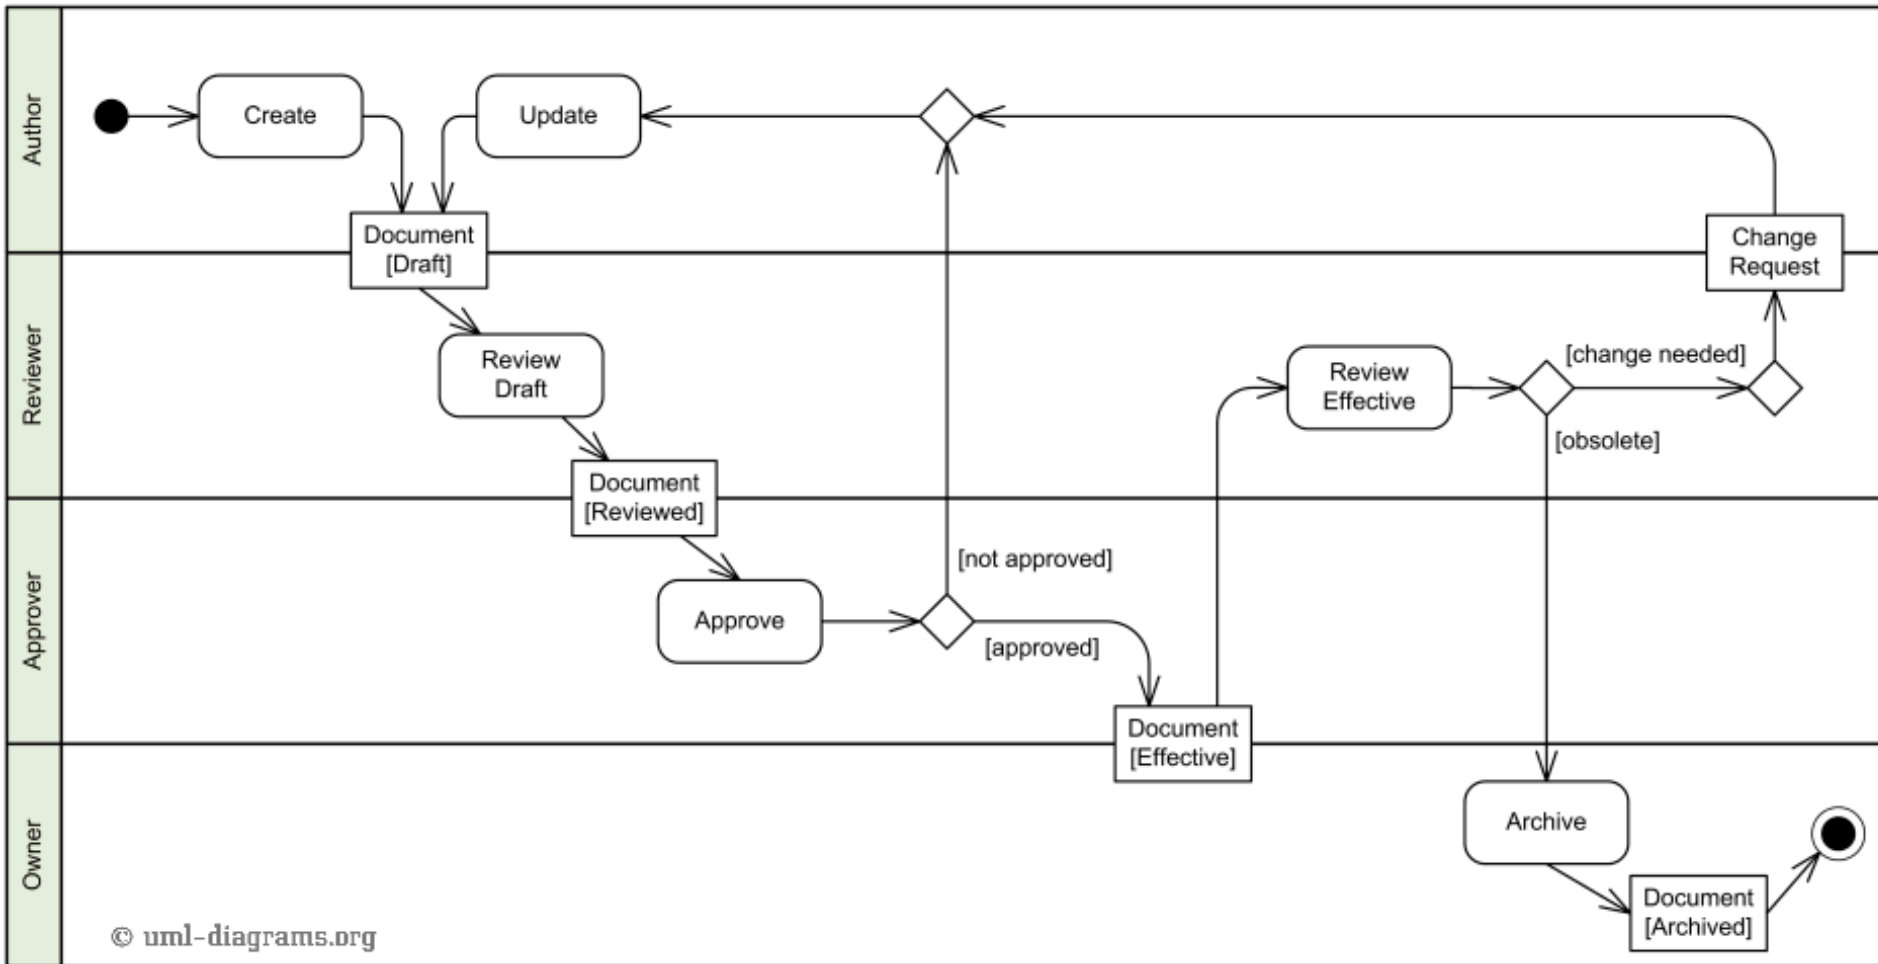 Author
Create
Update
Document
[Draft]
Change
Request
Reviewer
Review
Draft
Review
Effective
[change needed]
[obsolete]
Document
[Reviewed]
Approver
[not approved]
Approve
[approved]
Document
[Effective]
Owner
Archive
Document
[Archived]
© uml-diagrams.org